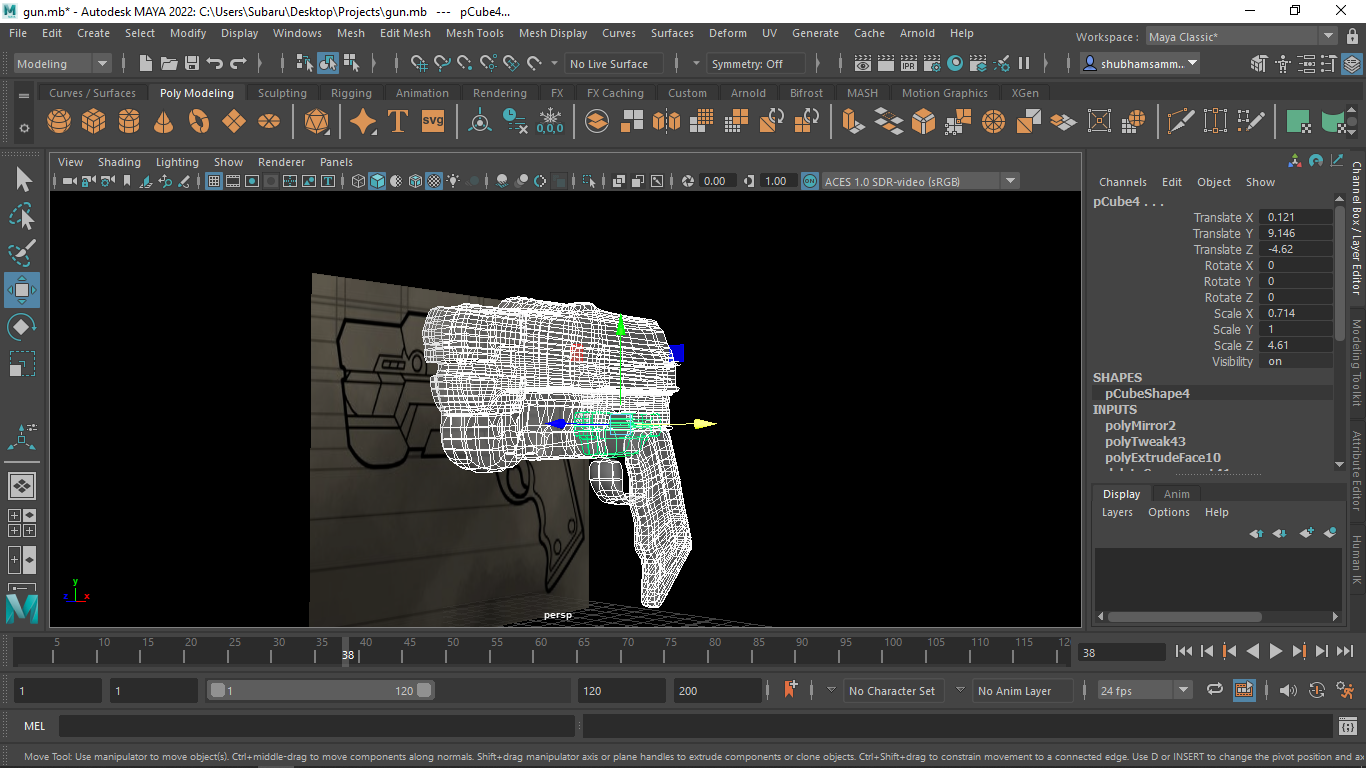 gun.mb* - Autodesk MAYA 2022: C:\Users\Subaru\Desktop\Projects\gun.mb   ---   pCube4...
File Edit Create Select Modify Display Windows Mesh Edit Mesh Mesh Tools Mesh Display Curves Surfaces Deform UV Generate Cache Arnold Help Workspace : Maya Classic*
Modeling No Live Surface Symmetry: Off shubhamsamm...
Curves / Surfaces Poly Modeling Sculpting Rigging Animation Rendering FX FX Caching Custom Arnold Bifrost MASH Motion Graphics XGen
T svg 0,0,0
View Shading Lighting Show Renderer Panels
IPR
0.00 1.00 ACES 1.0 SDR-video (sRGB)
Channels Edit Object Show
pCube4 . . .
Translate X 0.121
Translate Y 9.146
Translate Z -4.62
Rotate X 0
Rotate Y 0
Rotate Z 0
Scale X 0.714
Scale Y 1
Scale Z 4.61
Visibility on
SHAPES
pCubeShape4
INPUTS
polyMirror2
polyTweak43
polyExtrudeFace10
Display Anim
Layers Options Help
Channel Box / Layer Editor
Modeling Toolkit
Attribute Editor
Human IK
y
z x
persp
5 10 15 20 25 30 35 40 45 50 55 60 65 70 75 80 85 90 95 100 105 110 115 12
38 38
1 1 1 120 120 200 No Character Set No Anim Layer 24 fps
MEL
Move Tool: Use manipulator to move object(s). Ctrl+middle-drag to move components along normals. Shift+drag manipulator axis or plane handles to extrude components or clone objects. Ctrl+Shift+drag to constrain movement to a connected edge. Use D or INSERT to change the pivot position and ax